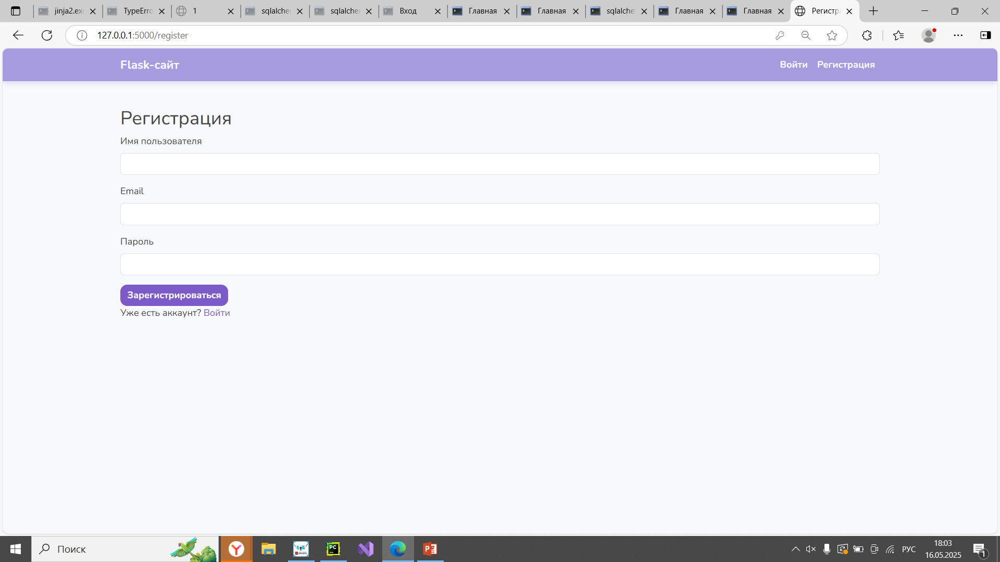 jinja2.exc
TypeErro
1
sqlalche
sqlalche
Вход
Главная
Главная
sqlalche
Главная
Главная
Регистр
127.0.0.1:5000/register
Flask-сайт
Войти
Регистрация
Регистрация
Имя пользователя
Email
Пароль
Зарегистрироваться
Уже есть аккаунт? Войти
Поиск
PC
РУС
18:03
16.05.2025
1